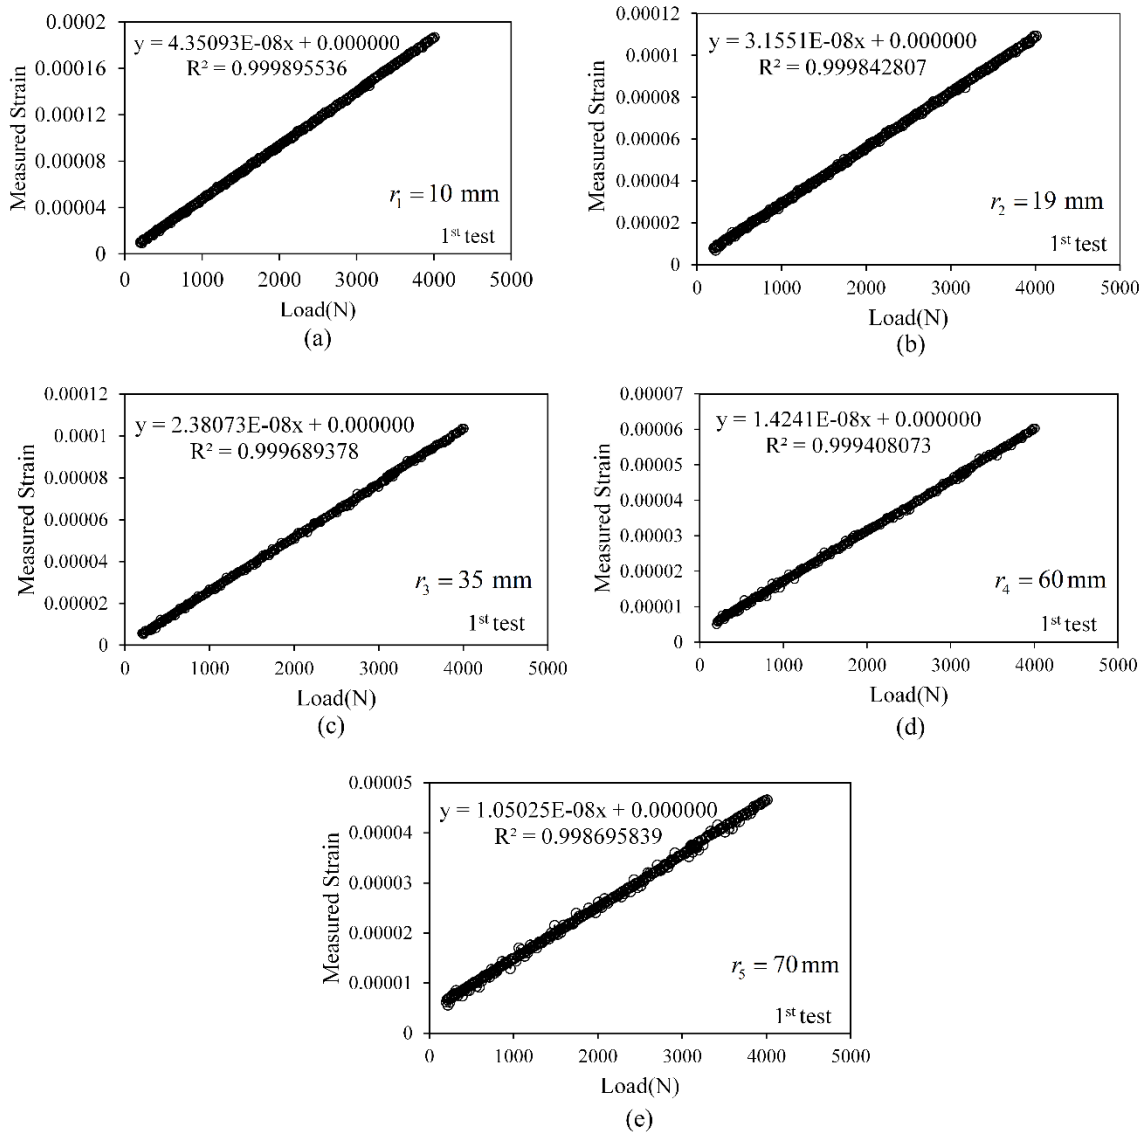 0.0002
0.00016
0.00012
0.00008
0.00004
0
Measured Strain
y = 4.35093E-08x + 0.000000
R² = 0.999895536
r₁ = 10 mm
1ˢᵗ test
0 1000 2000 3000 4000 5000
Load(N)
(a)
0.00012
0.0001
0.00008
0.00006
0.00004
0.00002
0
Measured Strain
y = 3.1551E-08x + 0.000000
R² = 0.999842807
r₂ = 19 mm
1ˢᵗ test
0 1000 2000 3000 4000 5000
Load(N)
(b)
0.00012
0.0001
0.00008
0.00006
0.00004
0.00002
0
Measured Strain
y = 2.38073E-08x + 0.000000
R² = 0.999689378
r₃ = 35 mm
1ˢᵗ test
0 1000 2000 3000 4000 5000
Load(N)
(c)
0.00007
0.00006
0.00005
0.00004
0.00003
0.00002
0.00001
0
Measured Strain
y = 1.4241E-08x + 0.000000
R² = 0.999408073
r₄ = 60 mm
1ˢᵗ test
0 1000 2000 3000 4000 5000
Load(N)
(d)
0.00005
0.00004
0.00003
0.00002
0.00001
0
Measured Strain
y = 1.05025E-08x + 0.000000
R² = 0.998695839
r₅ = 70 mm
1ˢᵗ test
0 1000 2000 3000 4000 5000
Load(N)
(e)